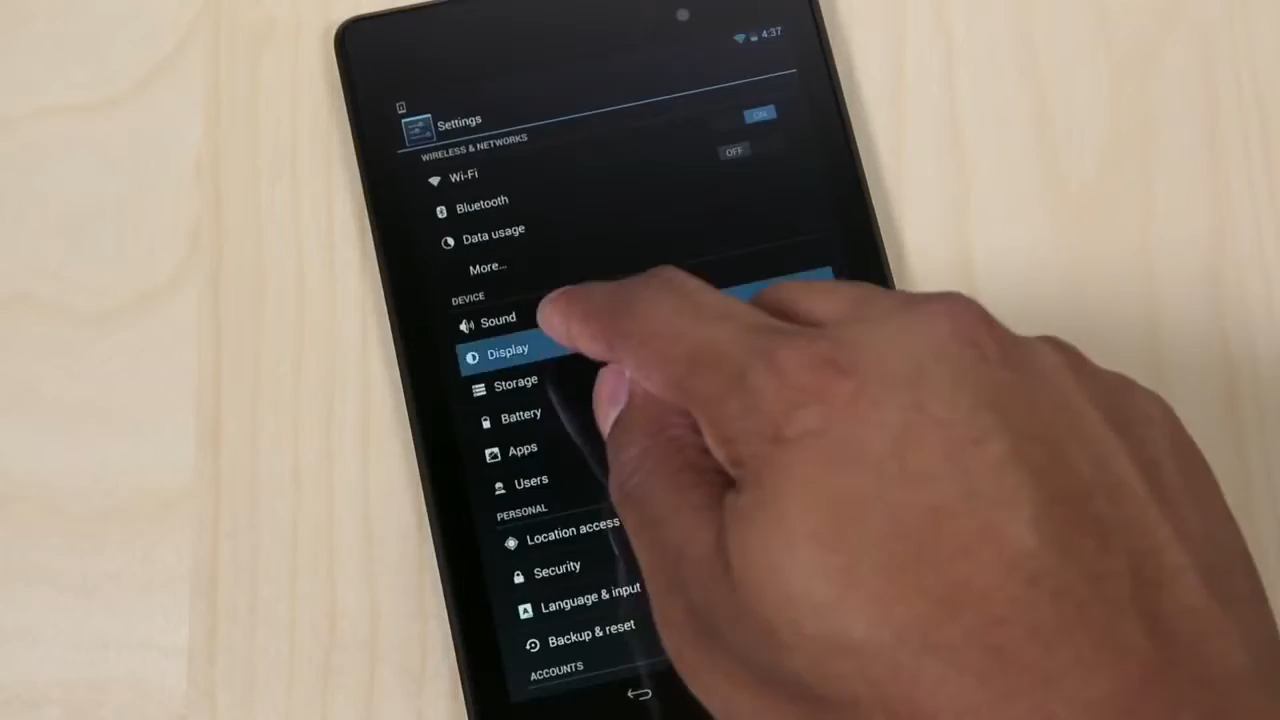 4:37
Settings
WIRELESS & NETWORKS
ON
Wi-Fi
OFF
Bluetooth
Data usage
More...
DEVICE
Sound
Display
Storage
Battery
Apps
Users
PERSONAL
Location access
Security
Language & input
Backup & reset
ACCOUNTS